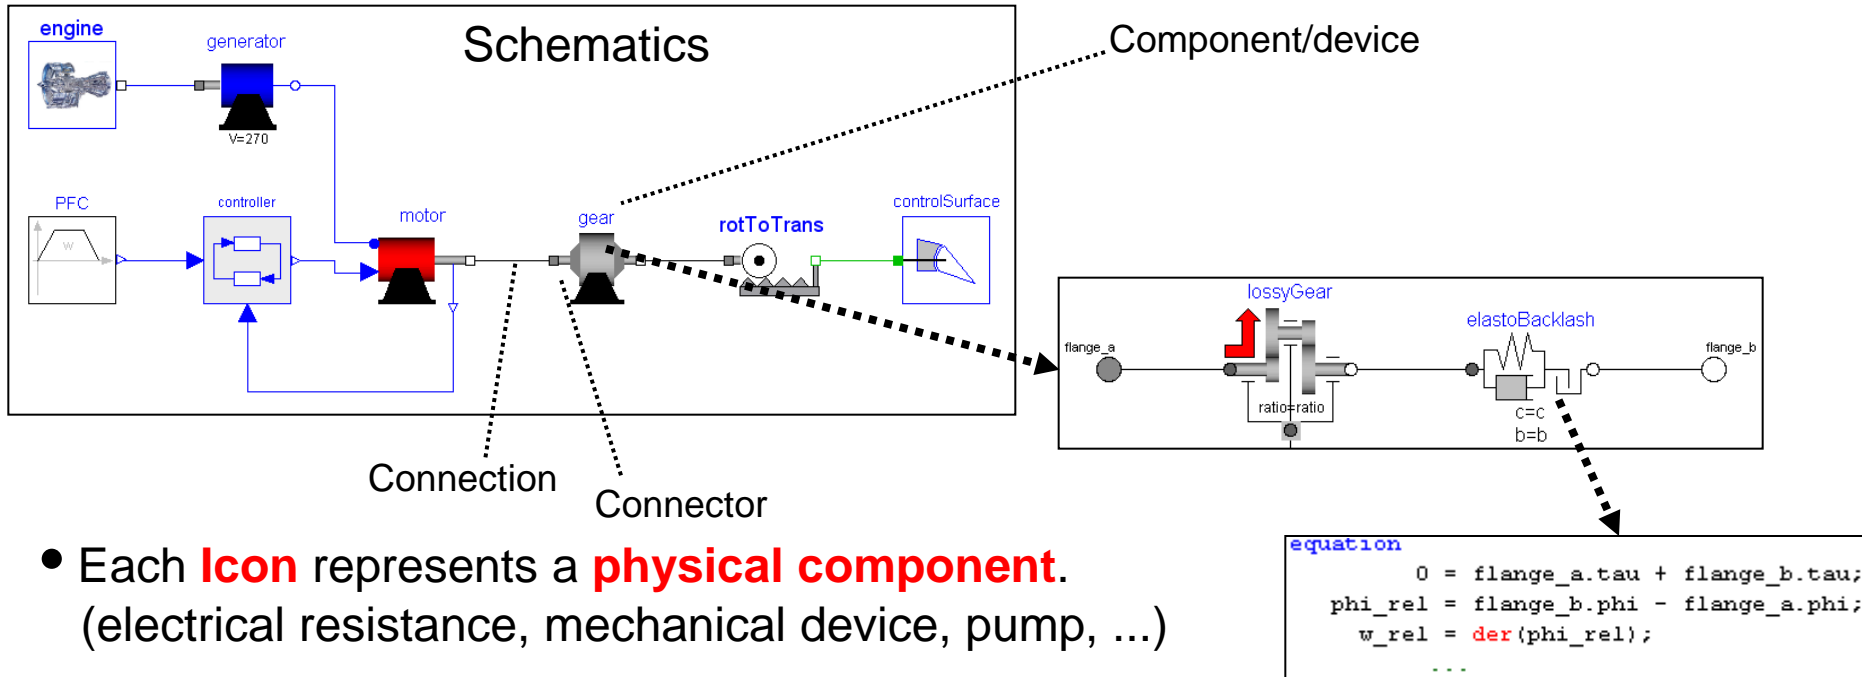 engine
generator
Schematics
Component/device
V=270
PFC
controller
motor
gear
rotToTrans
controlSurface
w
lossyGear
elastoBacklash
flange_a
flange_b
ratio=ratio
c=c
b=b
Connection
Connector
• Each Icon represents a physical component.
(electrical resistance, mechanical device, pump, ...)
equation
0 = flange_a.tau + flange_b.tau;
phi_rel = flange_b.phi - flange_a.phi;
w_rel = der(phi_rel);
...